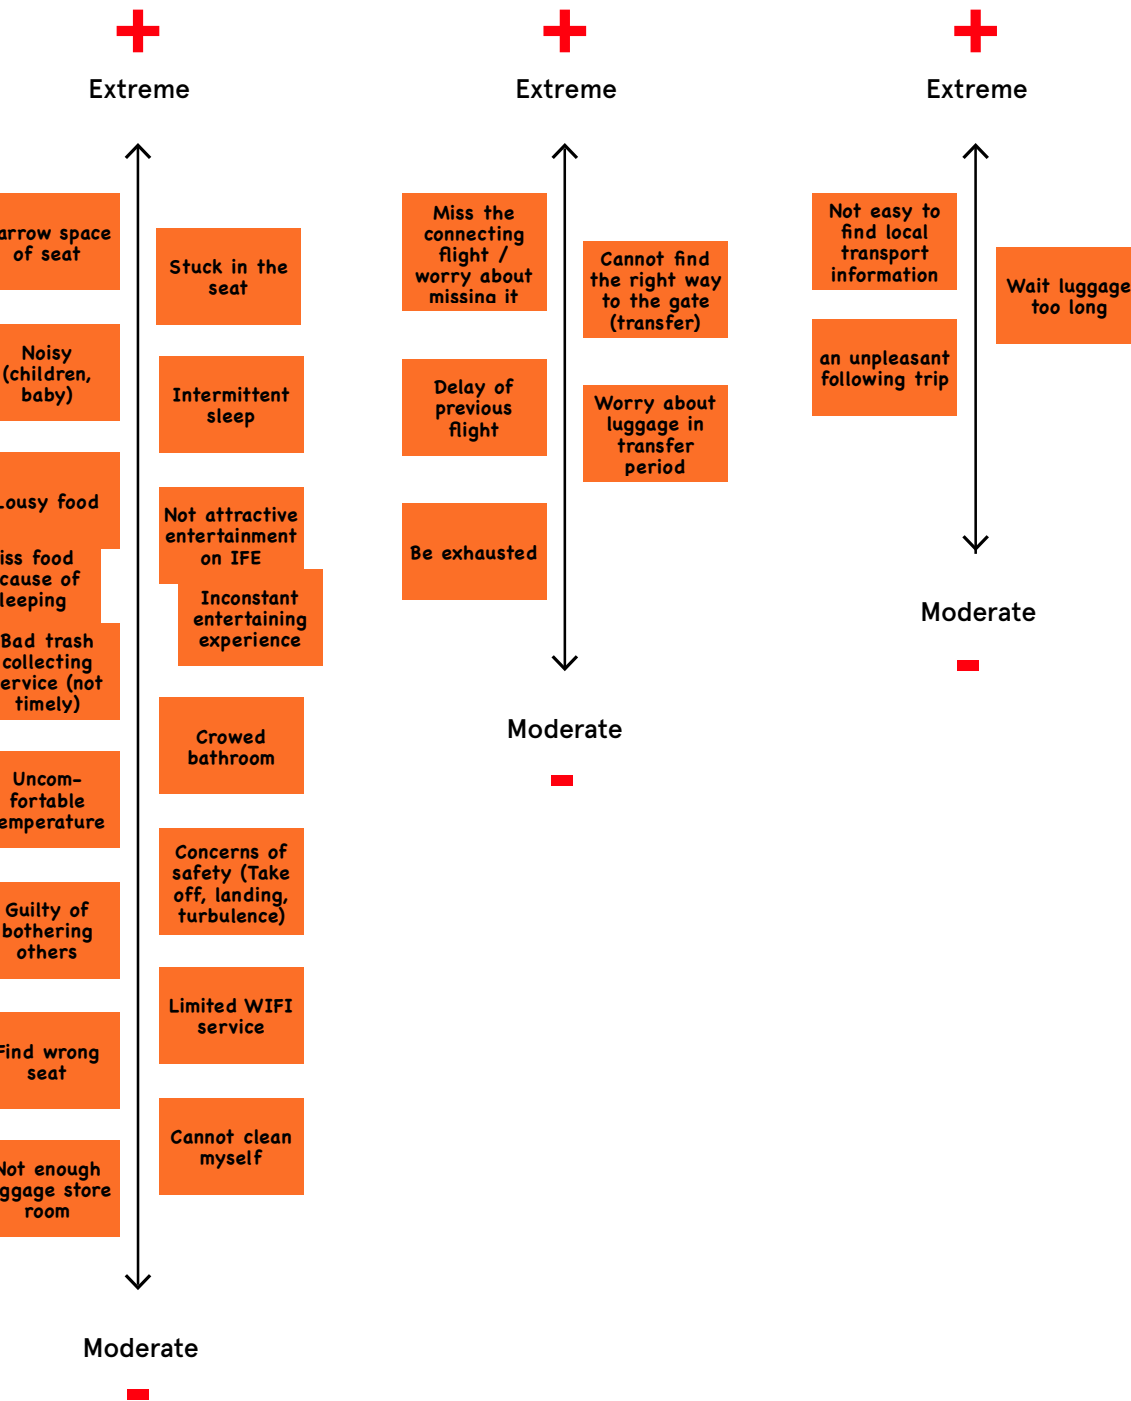 +
Extreme
arrow space
of seat
Stuck in the
seat
Noisy
(children,
baby)
Intermittent
sleep
Lousy food
Not attractive
entertainment
on IFE
iss food
cause of
leeping
Inconstant
entertaining
experience
Bad trash
collecting
ervice (not
timely)
Crowed
bathroom
Uncom-
fortable
emperature
Concerns of
safety (Take
off, landing,
turbulence)
Guilty of
bothering
others
Limited WIFI
service
Find wrong
seat
Cannot clean
myself
Not enough
ggage store
room
Moderate
-
+
Extreme
Miss the
connecting
flight /
worry about
missing it
Cannot find
the right way
to the gate
(transfer)
Delay of
previous
flight
Worry about
luggage in
transfer
period
Be exhausted
Moderate
-
+
Extreme
Not easy to
find local
transport
information
Wait luggage
too long
an unpleasant
following trip
Moderate
-